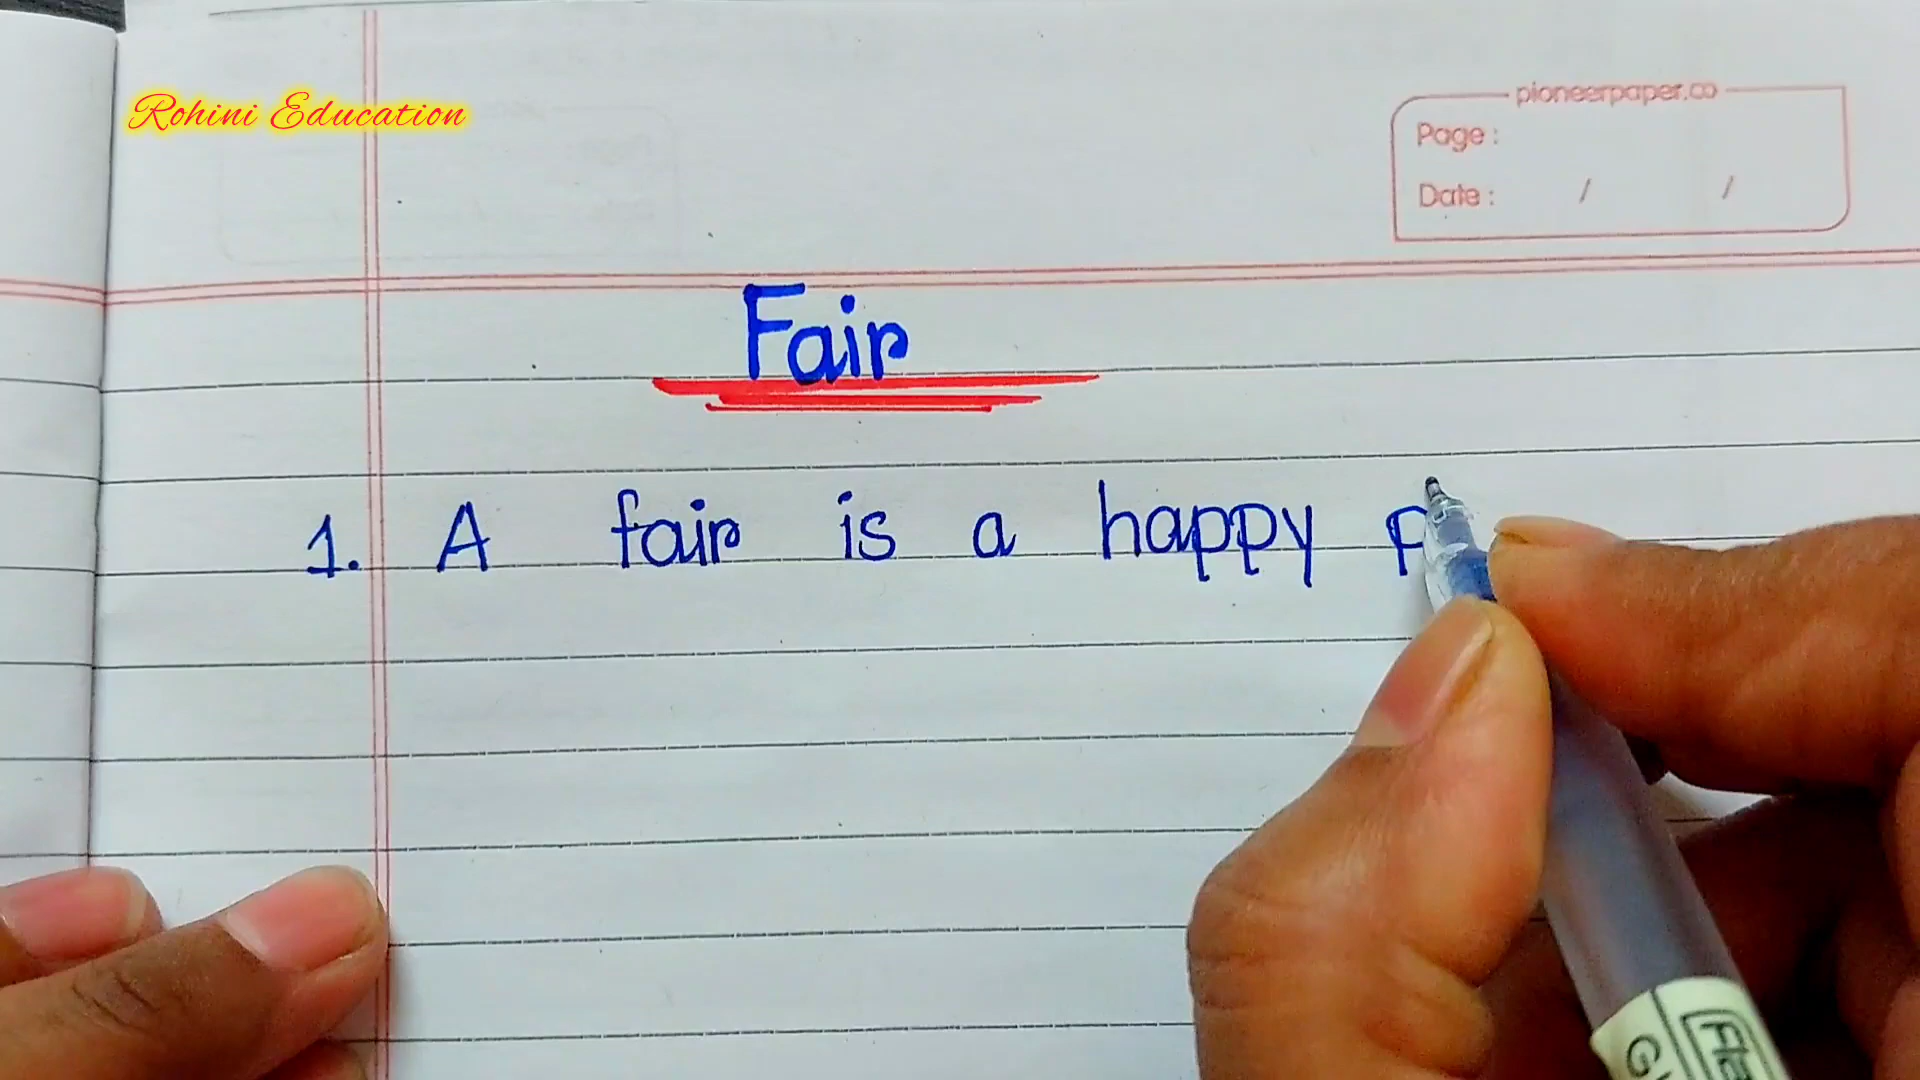 Rohini Education
pioneerpaper.co
Page :
Date : / /
Fair
1. A fair is a happy p